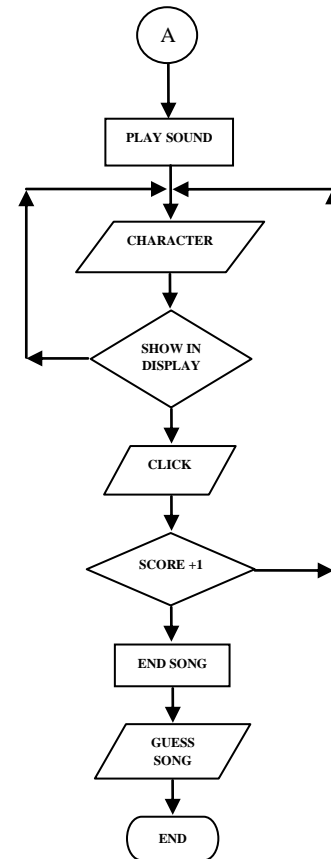 A
PLAY SOUND
CHARACTER
SHOW IN
DISPLAY
CLICK
SCORE +1
END SONG
GUESS
SONG
END